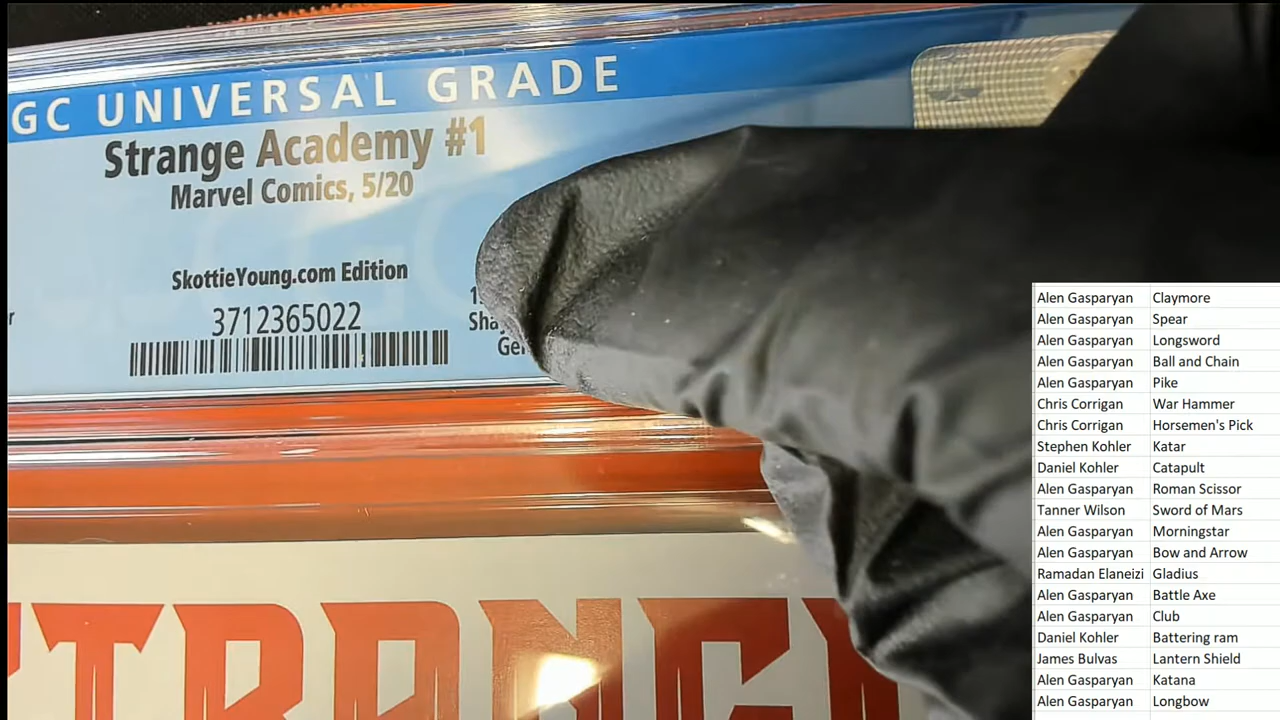 GC UNIVERSAL GRADE
Strange Academy #1
Marvel Comics, 5/20
SkottieYoung.com Edition
3712365022
Alen Gasparyan Claymore
Alen Gasparyan Spear
Alen Gasparyan Longsword
Alen Gasparyan Ball and Chain
Alen Gasparyan Pike
Chris Corrigan War Hammer
Chris Corrigan Horsemen's Pick
Stephen Kohler Katar
Daniel Kohler Catapult
Alen Gasparyan Roman Scissor
Tanner Wilson Sword of Mars
Alen Gasparyan Morningstar
Alen Gasparyan Bow and Arrow
Ramadan Elaneizi Gladius
Alen Gasparyan Battle Axe
Alen Gasparyan Club
Daniel Kohler Battering ram
James Bulvas Lantern Shield
Alen Gasparyan Katana
Alen Gasparyan Longbow